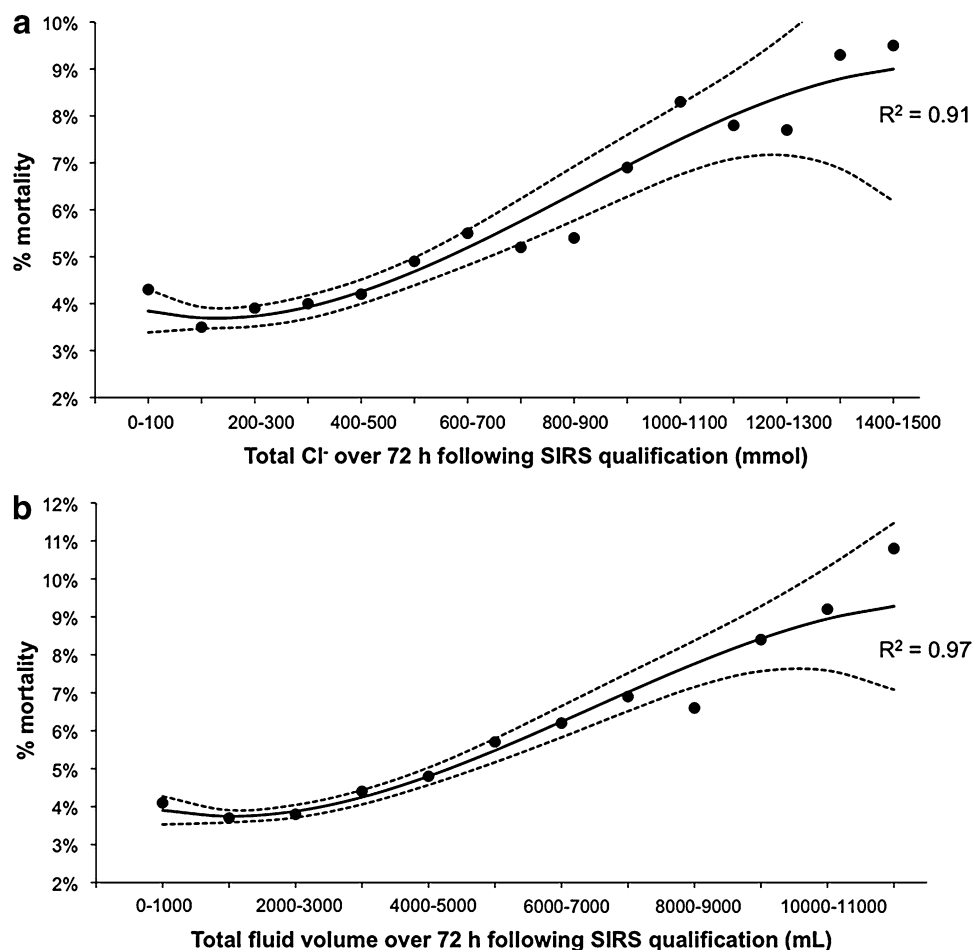 a
10%
9%
8%
7%
6%
5%
4%
3%
2%
% mortality
R² = 0.91
0-100 200-300 400-500 600-700 800-900 1000-1100 1200-1300 1400-1500
Total Cl⁻ over 72 h following SIRS qualification (mmol)
b
12%
11%
10%
9%
8%
7%
6%
5%
4%
3%
2%
% mortality
R² = 0.97
0-1000 2000-3000 4000-5000 6000-7000 8000-9000 10000-11000
Total fluid volume over 72 h following SIRS qualification (mL)